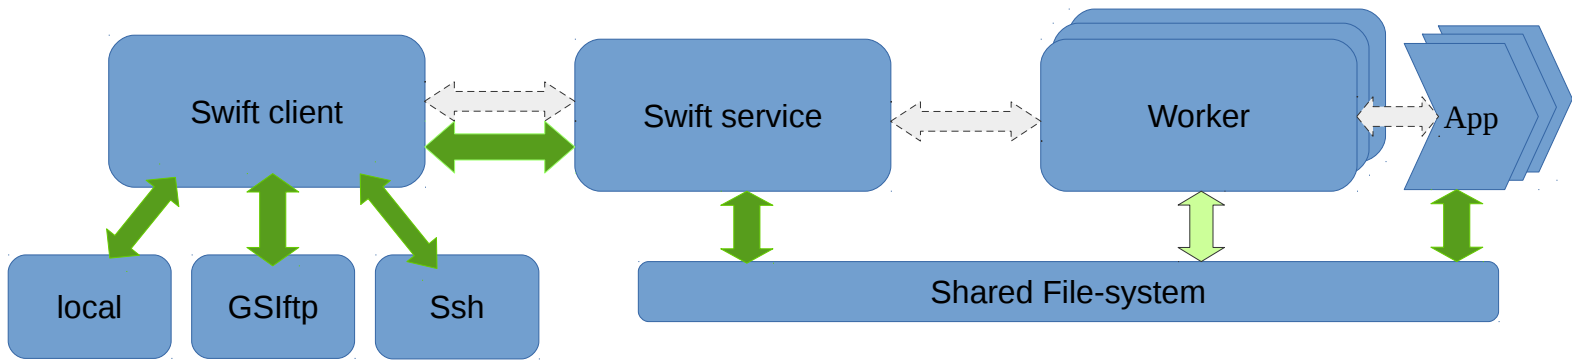 Swift client
Swift service
Worker
App
local
GSIftp
Ssh
Shared File-system